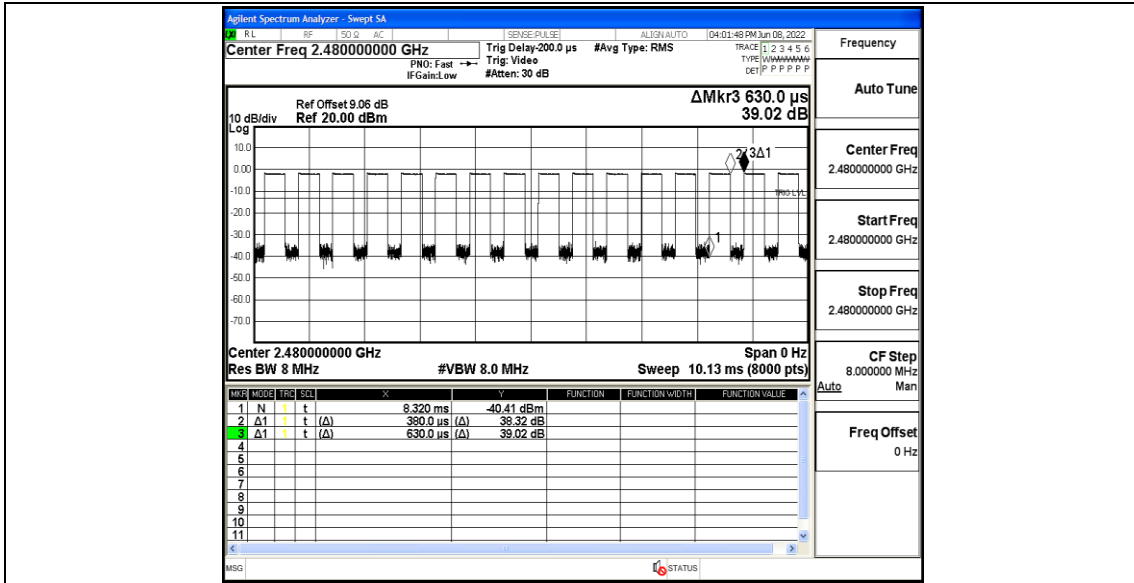 Agilent Spectrum Analyzer - Swept SA
LXI RL RF 50 Ω AC SENSE:PULSE ALIGN AUTO 04:01:48 PM Jun 08, 2022
Center Freq 2.480000000 GHz
Trig Delay-200.0 µs #Avg Type: RMS TRACE 1 2 3 4 5 6
PNO: Fast Trig: Video TYPE
IFGain:Low #Atten: 30 dB DET P P P P P P
Ref Offset 9.06 dB
10 dB/div Ref 20.00 dBm
Log
ΔMkr3 630.0 µs
39.02 dB
10.0
0.00
-10.0
-20.0
-30.0
-40.0
-50.0
-60.0
-70.0
3Δ1
TRIG LVL
1
Center 2.480000000 GHz Span 0 Hz
Res BW 8 MHz #VBW 8.0 MHz Sweep 10.13 ms (8000 pts)
MKR MODE TRC SCL X Y FUNCTION FUNCTION WIDTH FUNCTION VALUE
1 N 1 t 8.320 ms -40.41 dBm
2 Δ1 1 t (Δ) 380.0 µs (Δ) 38.32 dB
3 Δ1 1 t (Δ) 630.0 µs (Δ) 39.02 dB
4
5
6
7
8
9
10
11
MSG STATUS
Frequency
Auto Tune
Center Freq
2.480000000 GHz
Start Freq
2.480000000 GHz
Stop Freq
2.480000000 GHz
CF Step
8.000000 MHz
Auto Man
Freq Offset
0 Hz